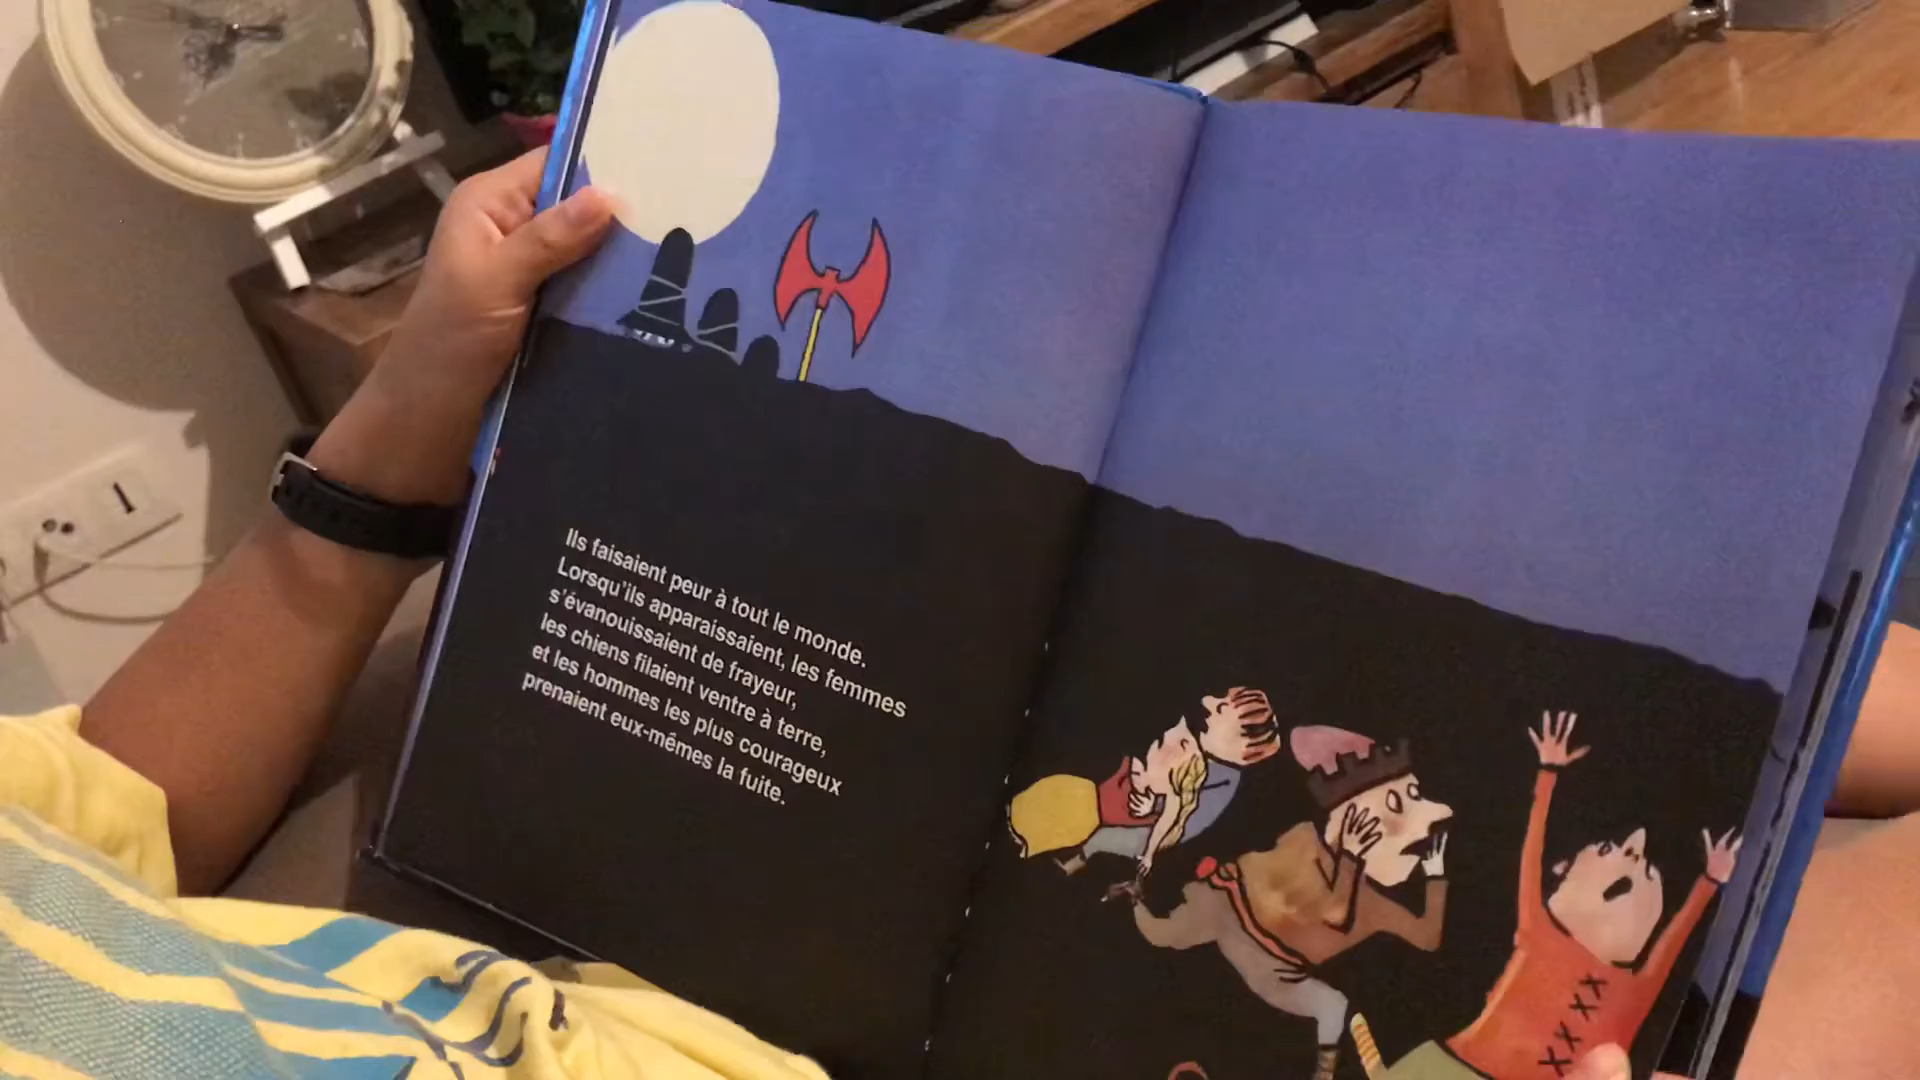 Ils faisaient peur à tout le monde.
Lorsqu'ils apparaissaient, les femmes
s'évanouissaient de frayeur,
les chiens filaient ventre à terre,
et les hommes les plus courageux
prenaient eux-mêmes la fuite.